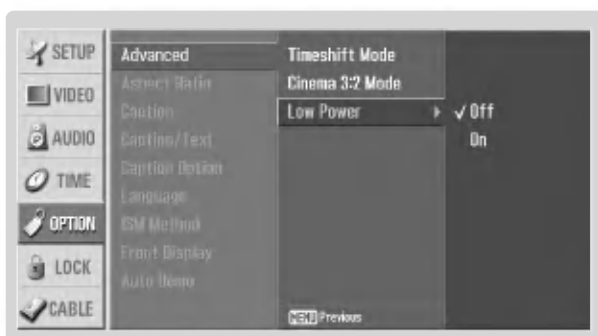 SETUP
VIDEO
AUDIO
TIME
OPTION
LOCK
CABLE
Advanced
Aspect Ratio
Caution
Caption/Text
Caption Option
Language
ISM Method
Front Display
Auto Demo
Timeshift Mode
Cinema 3:2 Mode
Low Power
✓ Off
On
MENU Previous